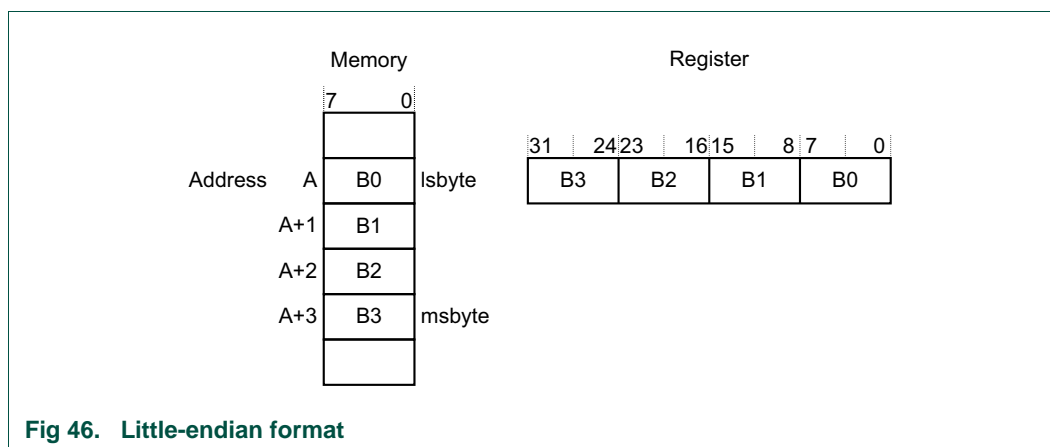 Memory
Register
7 0
31 24 23 16 15 8 7 0
Address A B0 lsbyte
B3 B2 B1 B0
A+1 B1
A+2 B2
A+3 B3 msbyte
Fig 46. Little-endian format